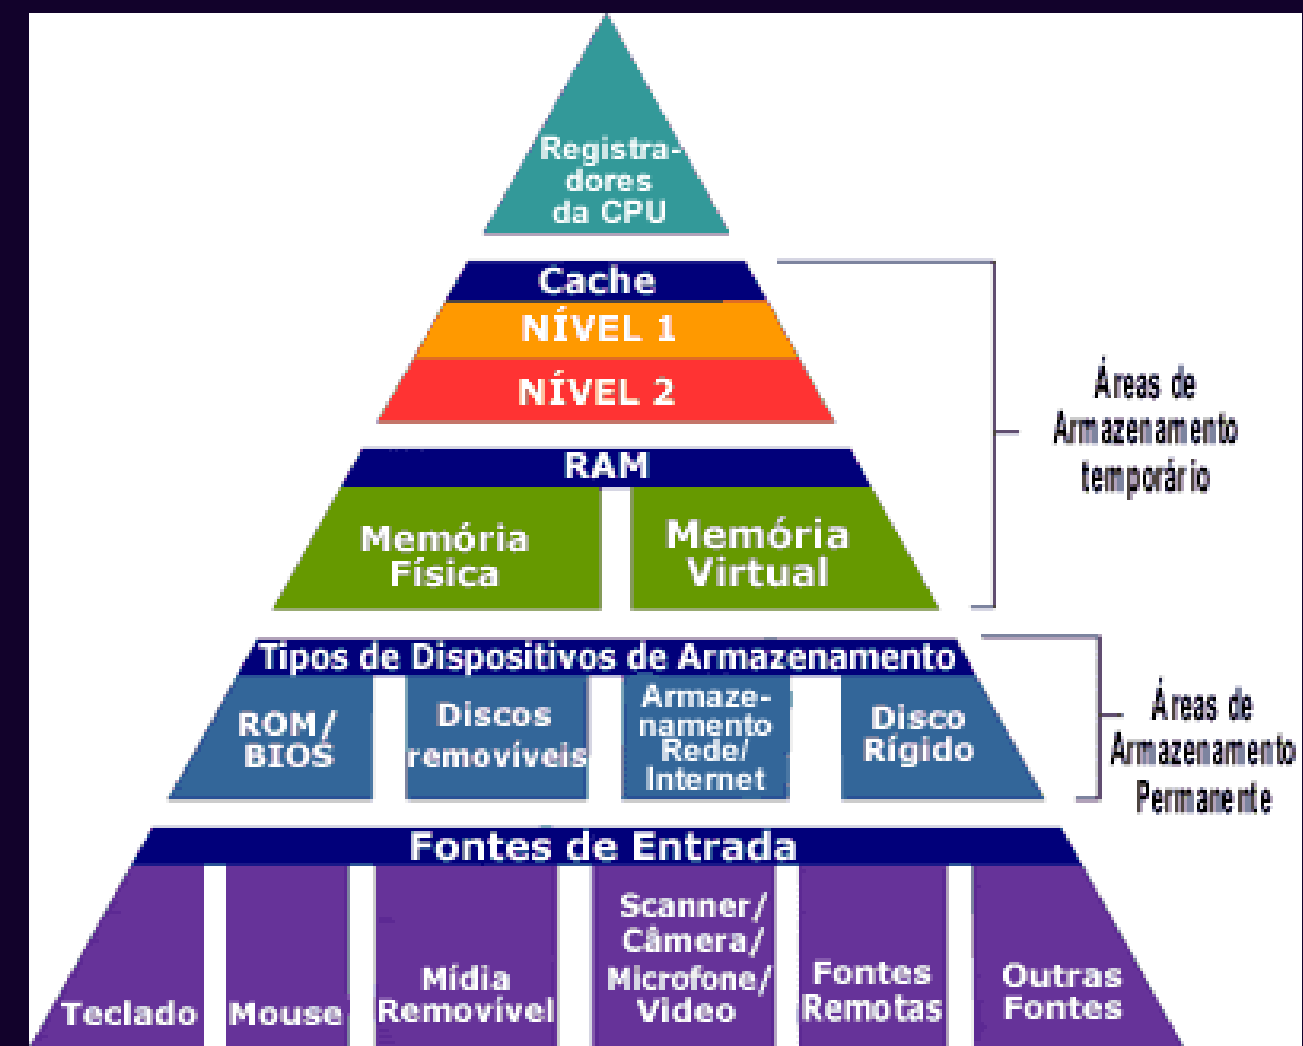 Registra-
dores
da CPU
Cache
NÍVEL 1
NÍVEL 2
RAM
Memória
Física
Memória
Virtual
Áreas de
Armazenamento
temporário
Tipos de Dispositivos de Armazenamento
ROM/
BIOS
Discos
removíveis
Armaze-
namento
Rede/
Internet
Disco
Rígido
Áreas de
Armazenamento
Permanente
Fontes de Entrada
Teclado
Mouse
Mídia
Removível
Scanner/
Câmera/
Microfone/
Video
Fontes
Remotas
Outras
Fontes